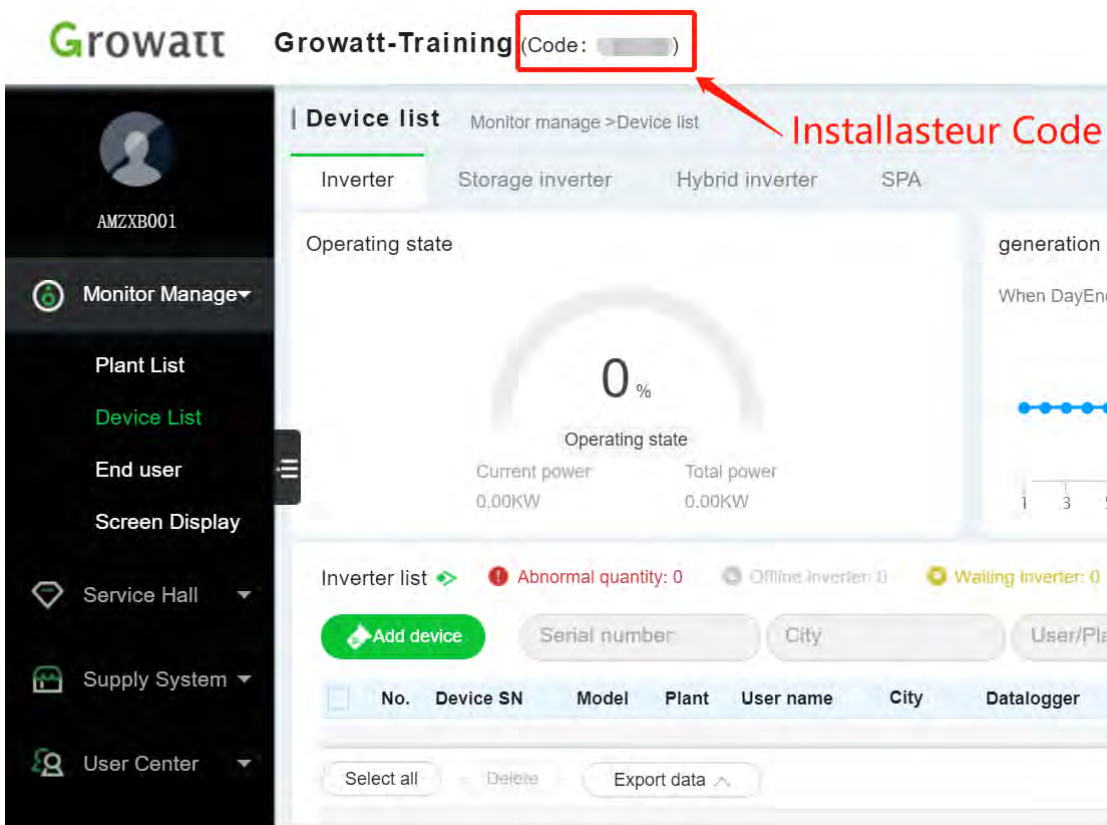 Growatt Growatt-Training (Code: )
Installasteur Code
AMZXB001
Monitor Manage
Plant List
Device List
End user
Screen Display
Service Hall
Supply System
User Center
Device list Monitor manage >Device list
Inverter Storage inverter Hybrid inverter SPA
Operating state
0 %
Operating state
Current power Total power
0.00KW 0.00KW
generation
When DayEn
1 3
Inverter list Abnormal quantity: 0 Offline Inverter: 0 Waiting Inverter: 0
Add device Serial number City User/Pla
No. Device SN Model Plant User name City Datalogger
Select all Delete Export data